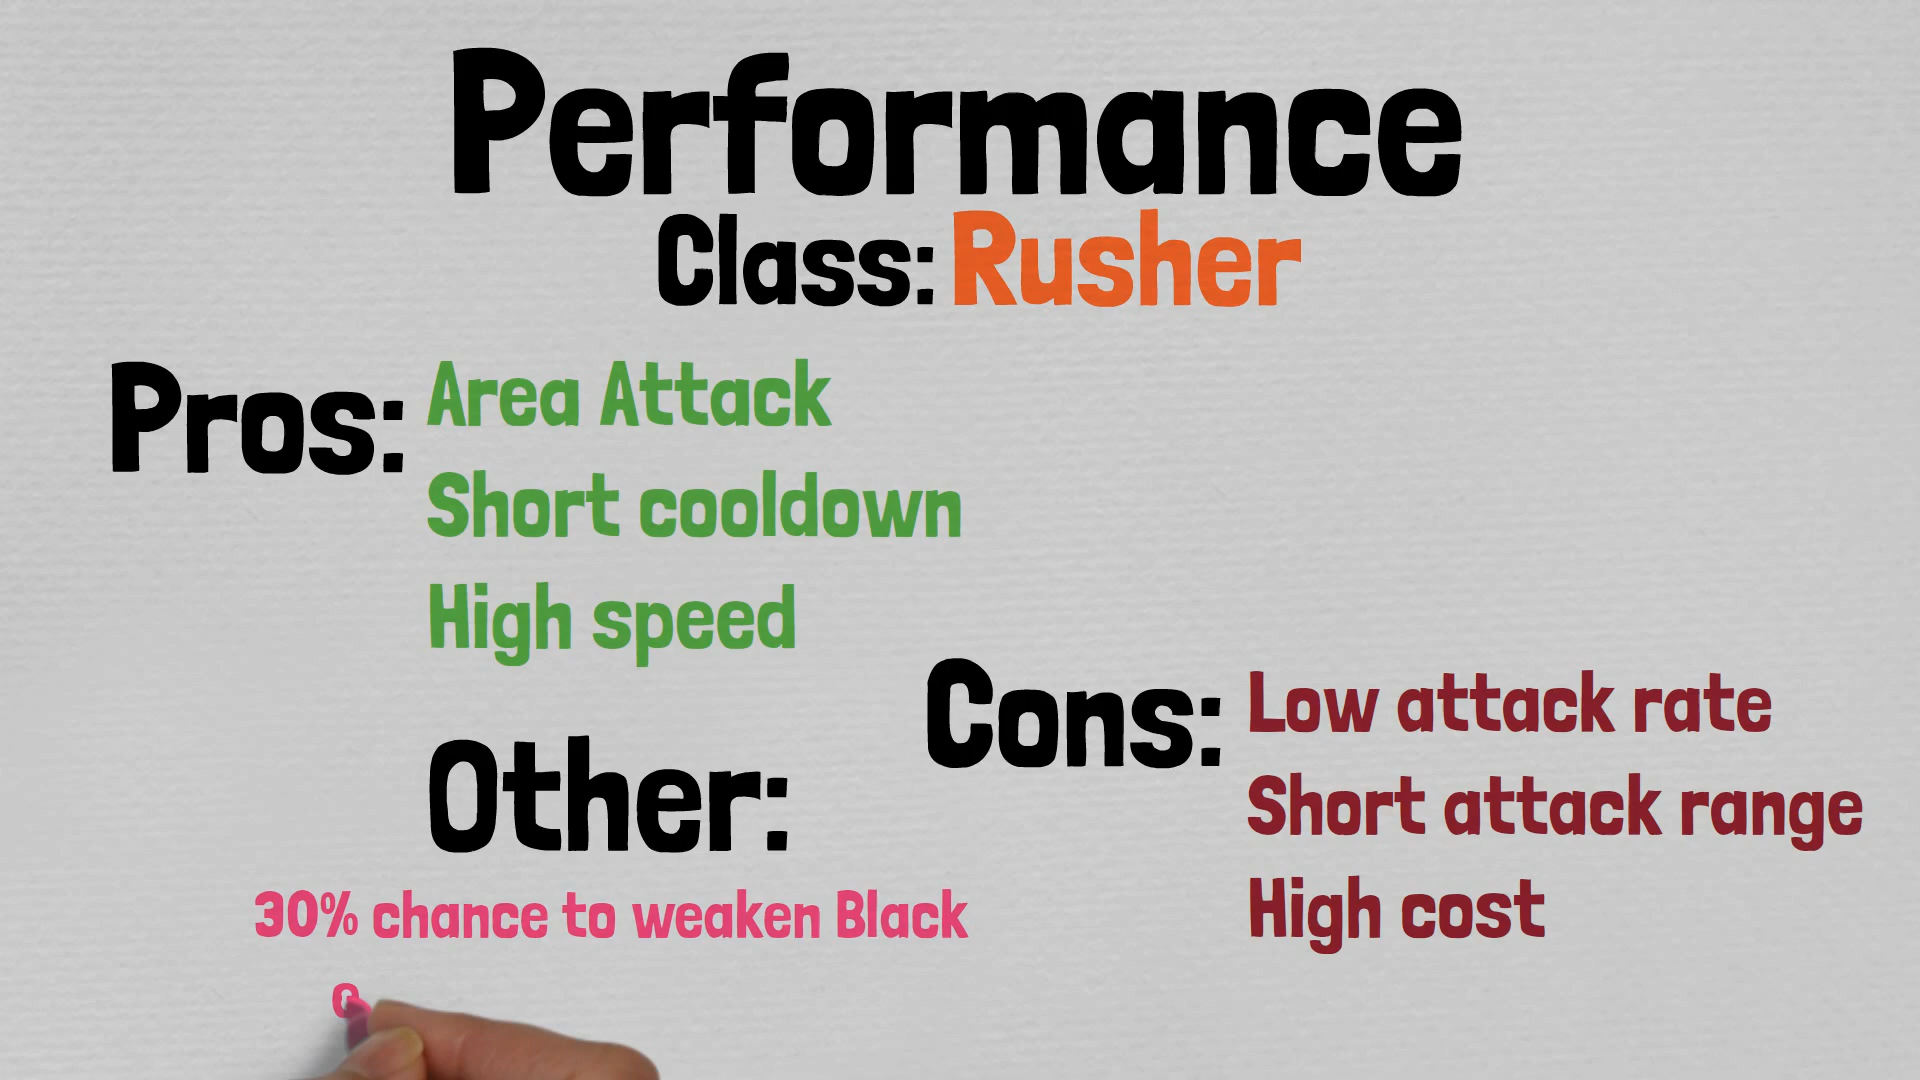 Performance
Class: Rusher
Pros: Area Attack
Short cooldown
High speed
Cons: Low attack rate
Short attack range
High cost
Other:
30% chance to weaken Black